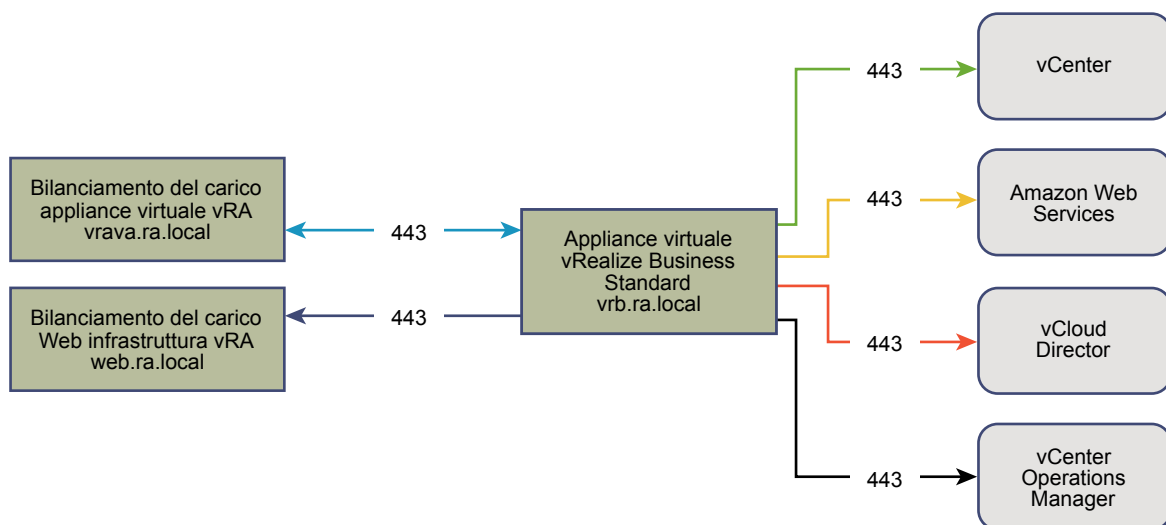 Bilanciamento del carico
appliance virtuale vRA
vrava.ra.local
443
Bilanciamento del carico
Web infrastruttura vRA
web.ra.local
443
Appliance virtuale
vRealize Business
Standard
vrb.ra.local
443
vCenter
443
Amazon Web
Services
443
vCloud
Director
443
vCenter
Operations
Manager